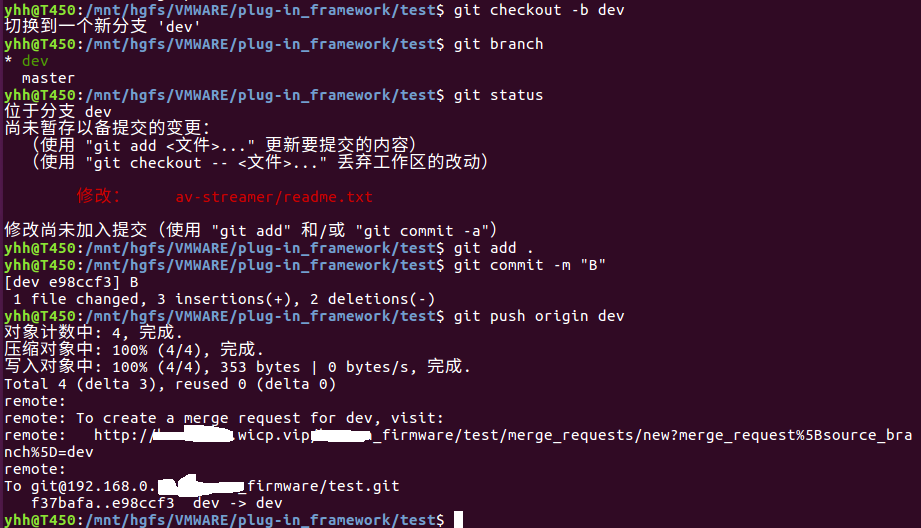 yhh@T450:/mnt/hgfs/VMWARE/plug-in_framework/test$ git checkout -b dev
切换到一个新分支 'dev'
yhh@T450:/mnt/hgfs/VMWARE/plug-in_framework/test$ git branch
* dev
  master
yhh@T450:/mnt/hgfs/VMWARE/plug-in_framework/test$ git status
位于分支 dev
尚未暂存以备提交的变更：
  （使用 "git add <文件>..." 更新要提交的内容）
  （使用 "git checkout -- <文件>..." 丢弃工作区的改动）
	修改：     av-streamer/readme.txt
修改尚未加入提交（使用 "git add" 和/或 "git commit -a"）
yhh@T450:/mnt/hgfs/VMWARE/plug-in_framework/test$ git add .
yhh@T450:/mnt/hgfs/VMWARE/plug-in_framework/test$ git commit -m "B"
[dev e98ccf3] B
 1 file changed, 3 insertions(+), 2 deletions(-)
yhh@T450:/mnt/hgfs/VMWARE/plug-in_framework/test$ git push origin dev
对象计数中: 4, 完成.
压缩对象中: 100% (4/4), 完成.
写入对象中: 100% (4/4), 353 bytes | 0 bytes/s, 完成.
Total 4 (delta 3), reused 0 (delta 0)
remote:
remote: To create a merge request for dev, visit:
remote:   http:// .wicp.vip/ _firmware/test/merge_requests/new?merge_request%5Bsource_bra
nch%5D=dev
remote:
To git@192.168.0. _firmware/test.git
   f37bafa..e98ccf3  dev -> dev
yhh@T450:/mnt/hgfs/VMWARE/plug-in_framework/test$